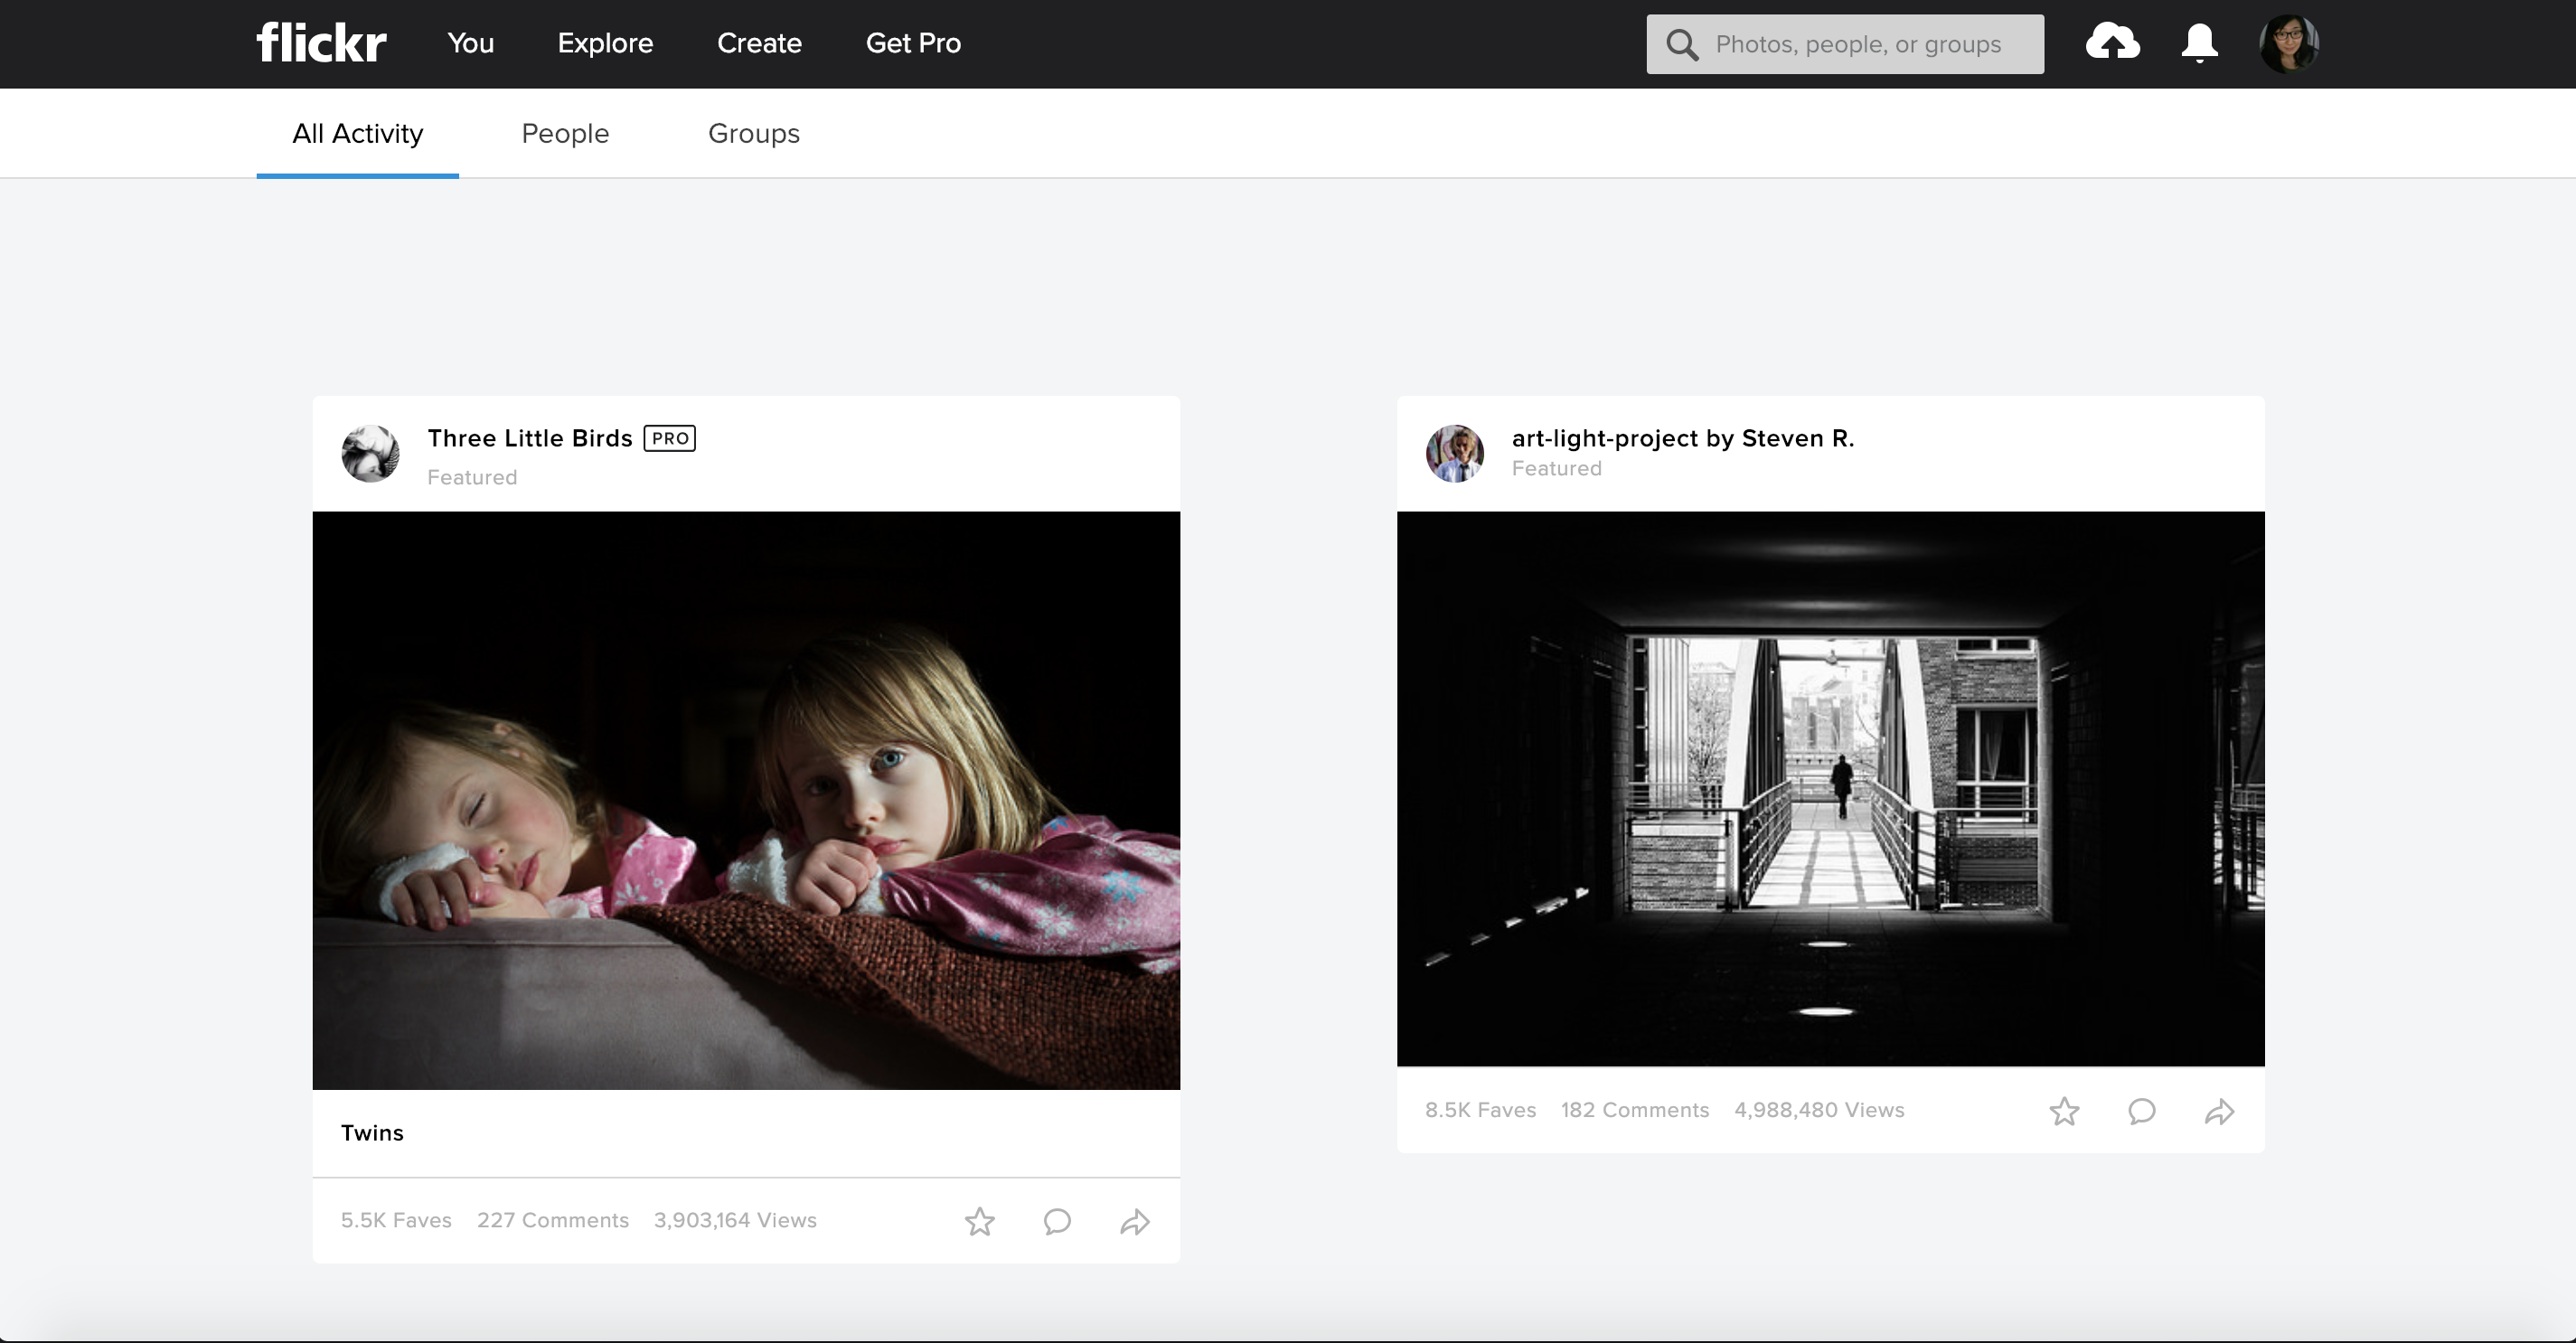 flickr You Explore Create Get Pro Photos, people, or groups
All Activity People Groups
Three Little Birds PRO
Featured
Twins
5.5K Faves 227 Comments 3,903,164 Views
art-light-project by Steven R.
Featured
8.5K Faves 182 Comments 4,988,480 Views